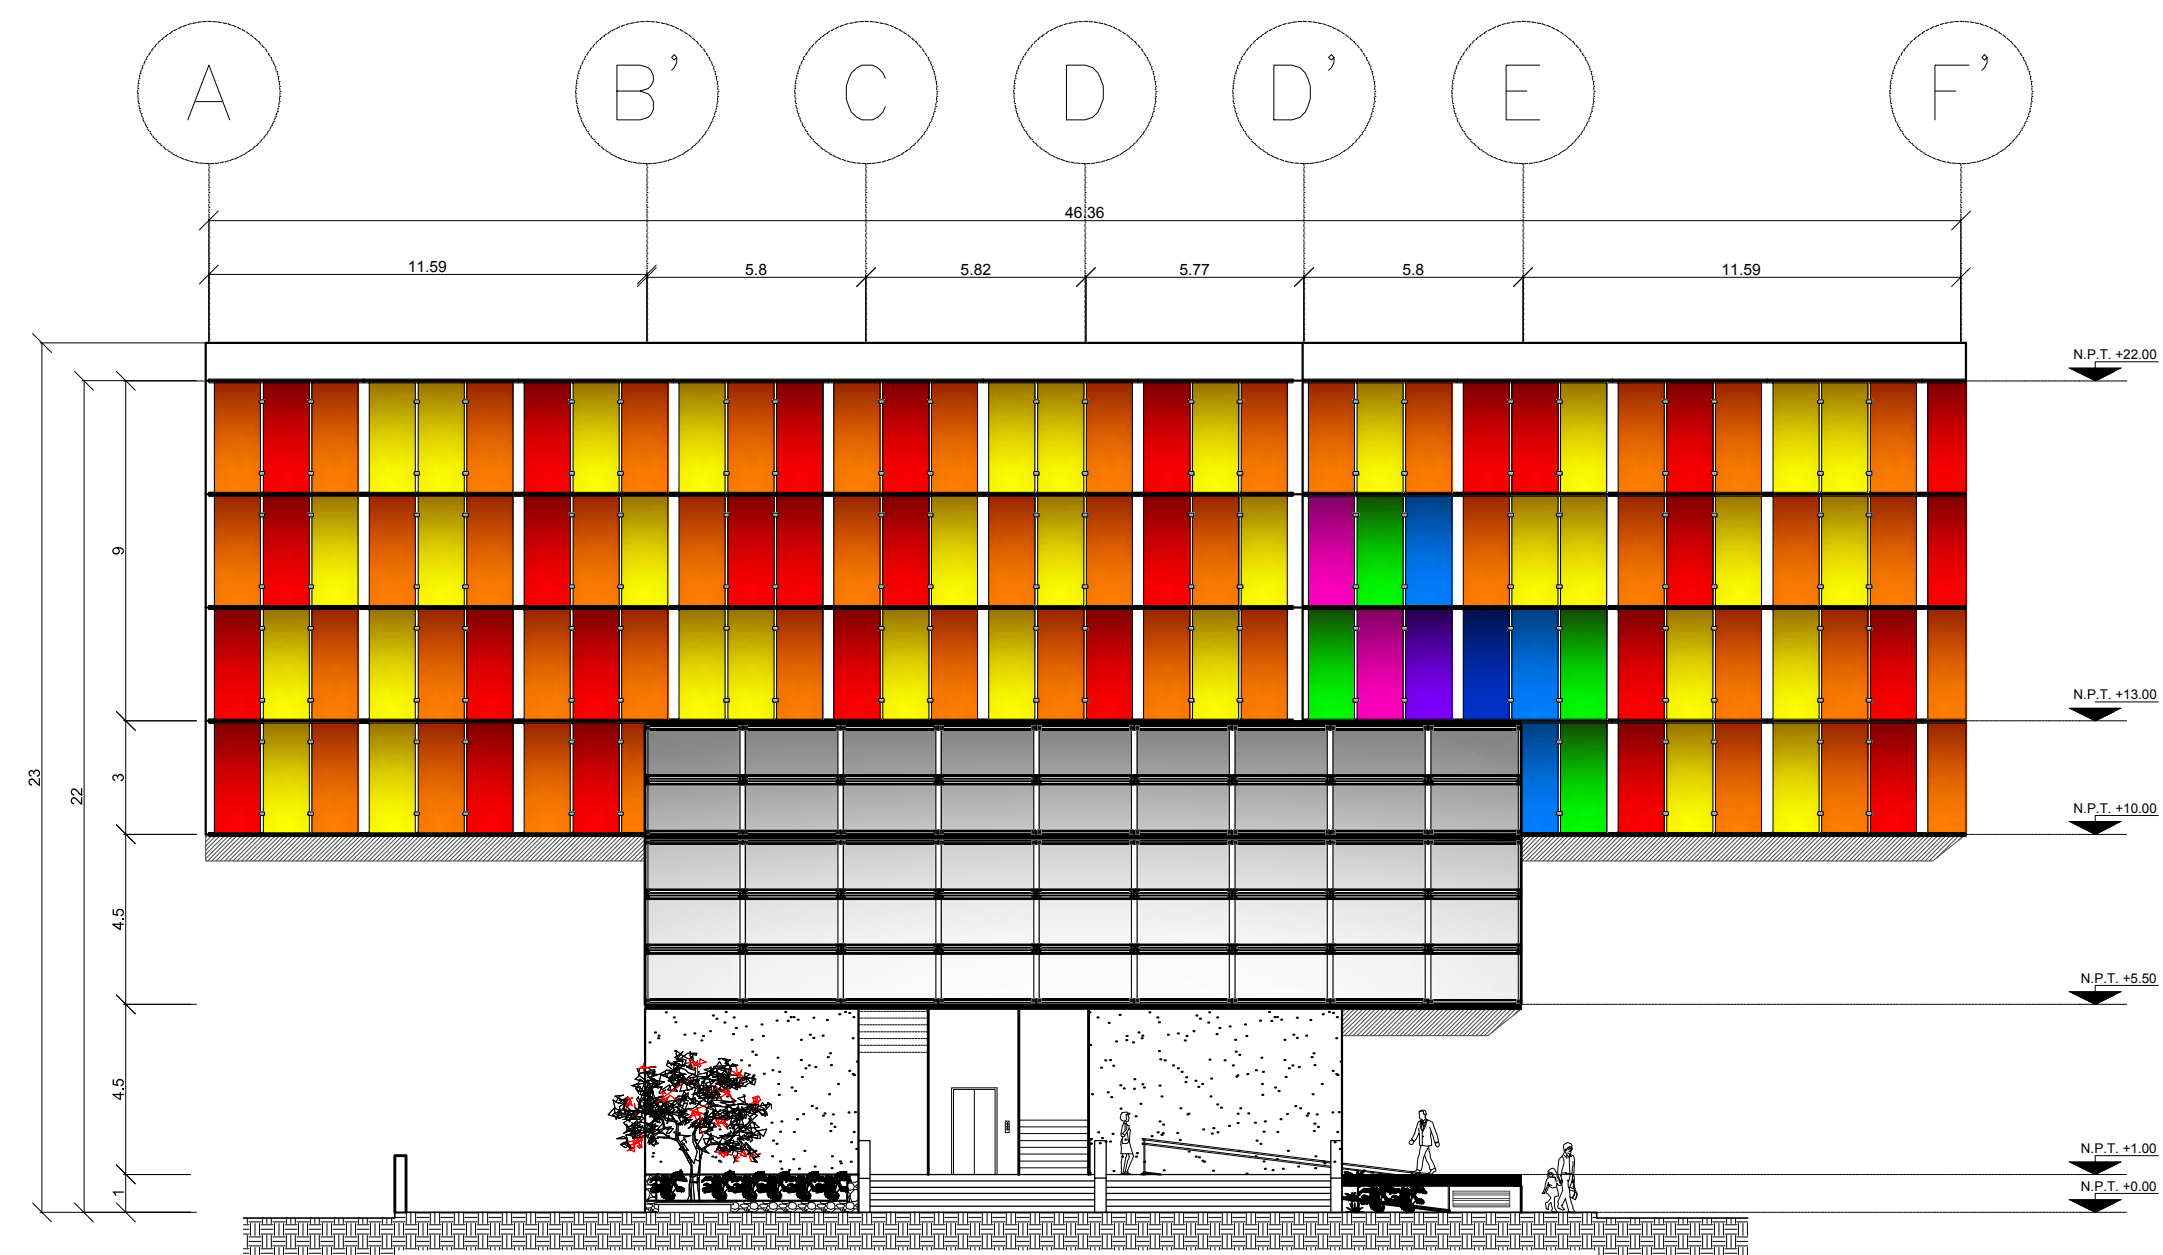 A
B'
C
D
D'
E
F'
46.36
11.59
5.8
5.82
5.77
5.8
11.59
N.P.T. +22.00
9
N.P.T. +13.00
3
22
23
N.P.T. +10.00
4.5
N.P.T. +5.50
4.5
N.P.T. +1.00
1
N.P.T. +0.00